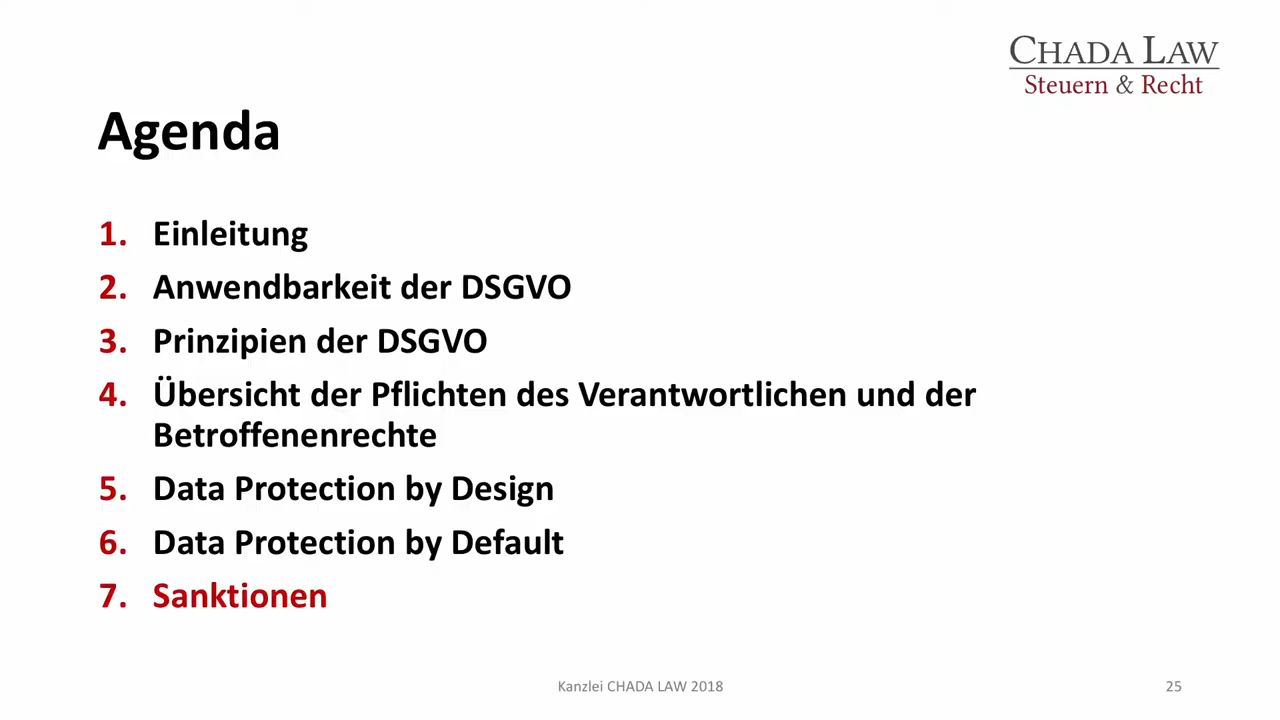 CHADA LAW
Steuern & Recht
Agenda
1. Einleitung
2. Anwendbarkeit der DSGVO
3. Prinzipien der DSGVO
4. Übersicht der Pflichten des Verantwortlichen und der
Betroffenenrechte
5. Data Protection by Design
6. Data Protection by Default
7. Sanktionen
Kanzlei CHADA LAW 2018
25